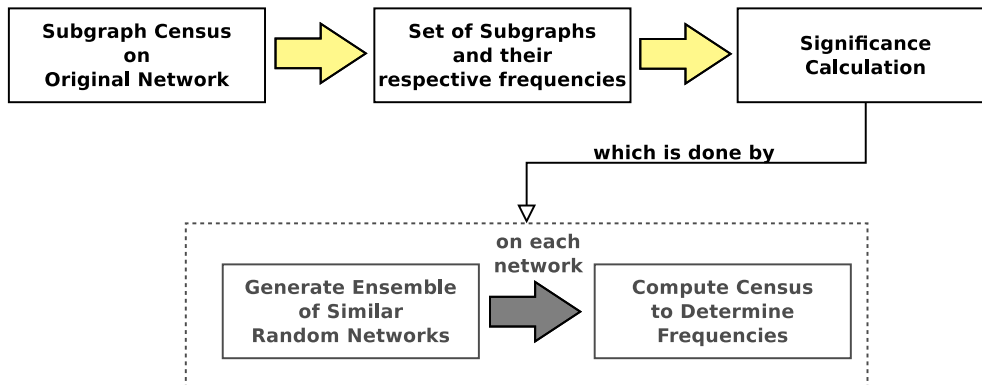 Subgraph Census
on
Original Network
Set of Subgraphs
and their
respective frequencies
Significance
Calculation
which is done by
on each
network
Generate Ensemble
of Similar
Random Networks
Compute Census
to Determine
Frequencies